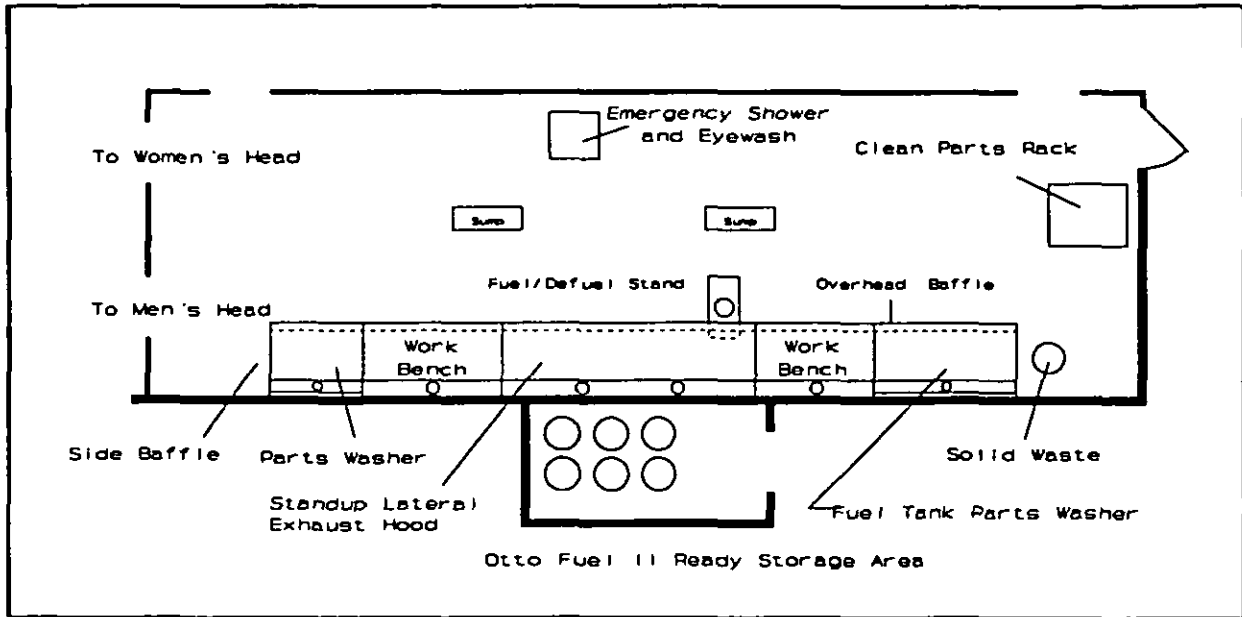 Emergency Shower
and Eyewash
To Women's Head
Clean Parts Rack
Sump
Sump
Fuel/Defuel Stand
Overhead Baffle
To Men's Head
Work
Bench
Work
Bench
Side Baffle
Parts Washer
Solid Waste
Standup Lateral
Exhaust Hood
Fuel Tank Parts Washer
Otto Fuel II Ready Storage Area